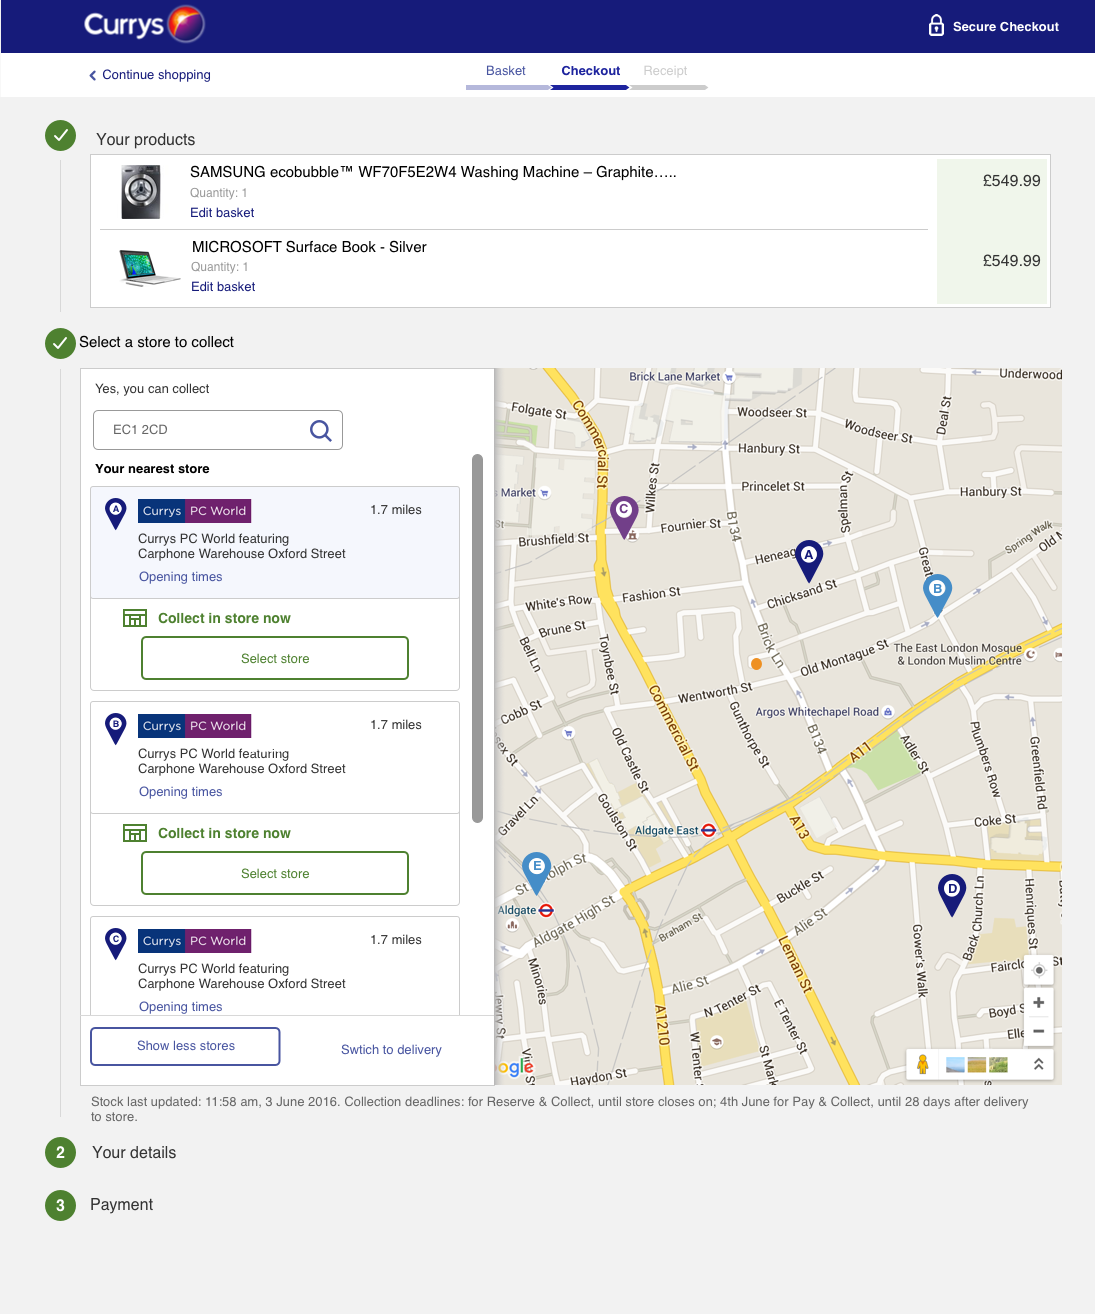 Currys
Secure Checkout
Continue shopping
Basket
Checkout
Receipt
Your products
SAMSUNG ecobubble™ WF70F5E2W4 Washing Machine – Graphite.....
£549.99
Quantity: 1
Edit basket
MICROSOFT Surface Book - Silver
£549.99
Quantity: 1
Edit basket
Select a store to collect
Yes, you can collect
EC1 2CD
Your nearest store
A
Currys PC World
1.7 miles
Currys PC World featuring
Carphone Warehouse Oxford Street
Opening times
Collect in store now
Select store
B
Currys PC World
1.7 miles
Currys PC World featuring
Carphone Warehouse Oxford Street
Opening times
Collect in store now
Select store
C
Currys PC World
1.7 miles
Currys PC World featuring
Carphone Warehouse Oxford Street
Opening times
Show less stores
Swtich to delivery
Brick Lane Market
Underwood
Folgate St
Commercial St
Woodseer St
Woodseer St
Deal St
Hanbury St
Wilkes St
Princelet St
Spelman St
Hanbury St
Market
C
B134
Fournier St
Brushfield St
Spring Walk
Old M
Heneag
A
Great
B
Chicksand St
Fashion St
White's Row
Brune St
Bell Ln
Toynbee St
Brick Ln
Old Montague St
The East London Mosque
& London Muslim Centre
Wentworth St
Commercial St
Cobb St
Gunthorpe St
Argos Whitechapel Road
B134
A11
Adler St
Plumbers Row
Greenfield Rd
sex St
Old Castle St
Gravel Ln
Goulston St
Aldgate East
A13
Coke St
E
St
olph St
Buckle St
D
Aldgate
Aldgate High St
Braham St
Alie St
Back Church Ln
Henriques St
Gower's Walk
Leman St
Minories
Fairclo
St
Alie St
N Tenter St
E Tenter St
A1210
W Tenter
St Mark
Boyd S
Elle
ogle
Haydon St
Stock last updated: 11:58 am, 3 June 2016. Collection deadlines: for Reserve & Collect, until store closes on; 4th June for Pay & Collect, until 28 days after delivery
to store.
2
Your details
3
Payment